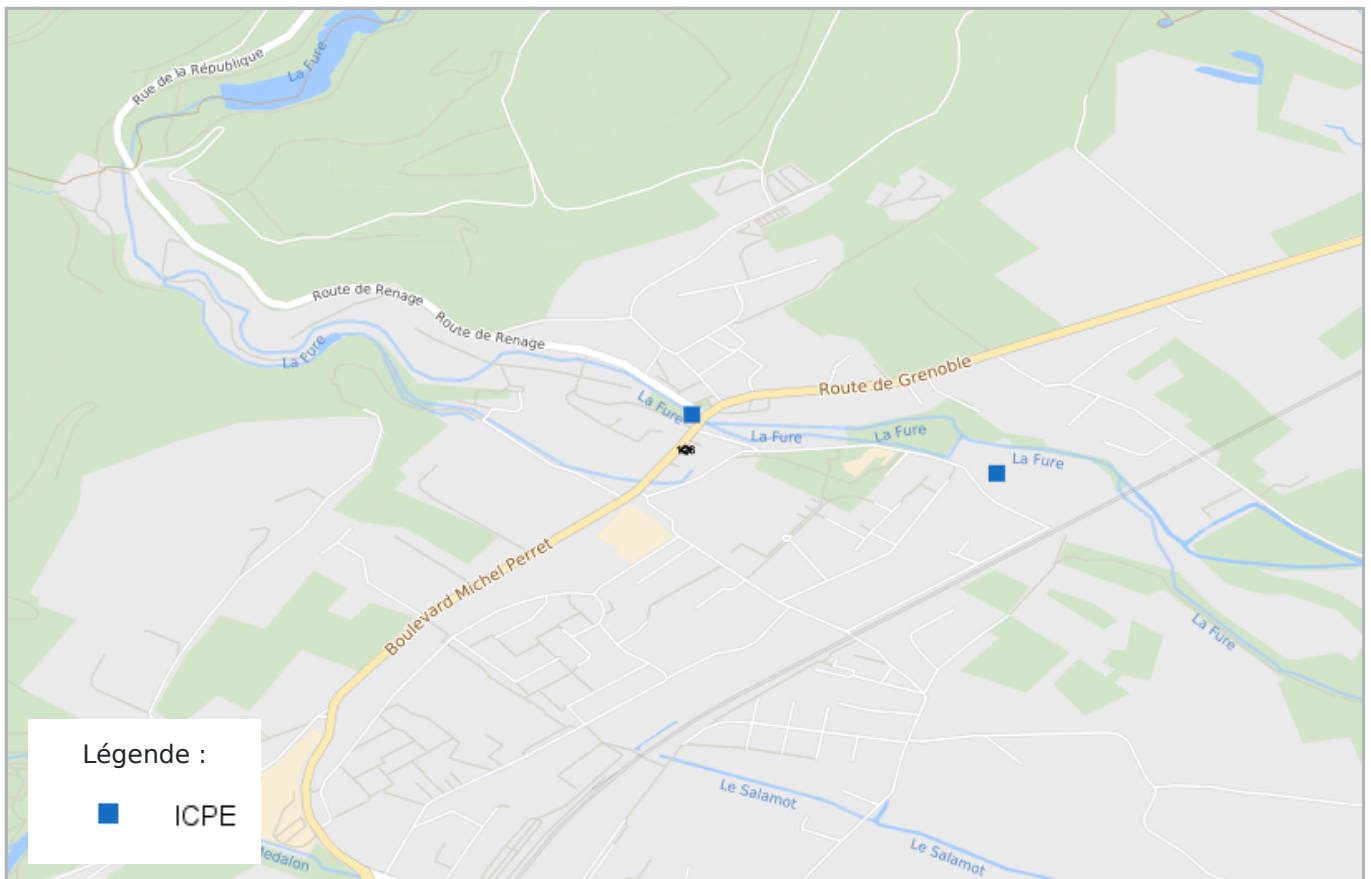 La Fure
Rue de la République
Route de Renage
Route de Renage
La Fure
Route de Grenoble
La Fure
La Fure
La Fure
La Fure
Boulevard Michel Perret
La Fure
Légende :
ICPE
Le Salamot
Le Salamot